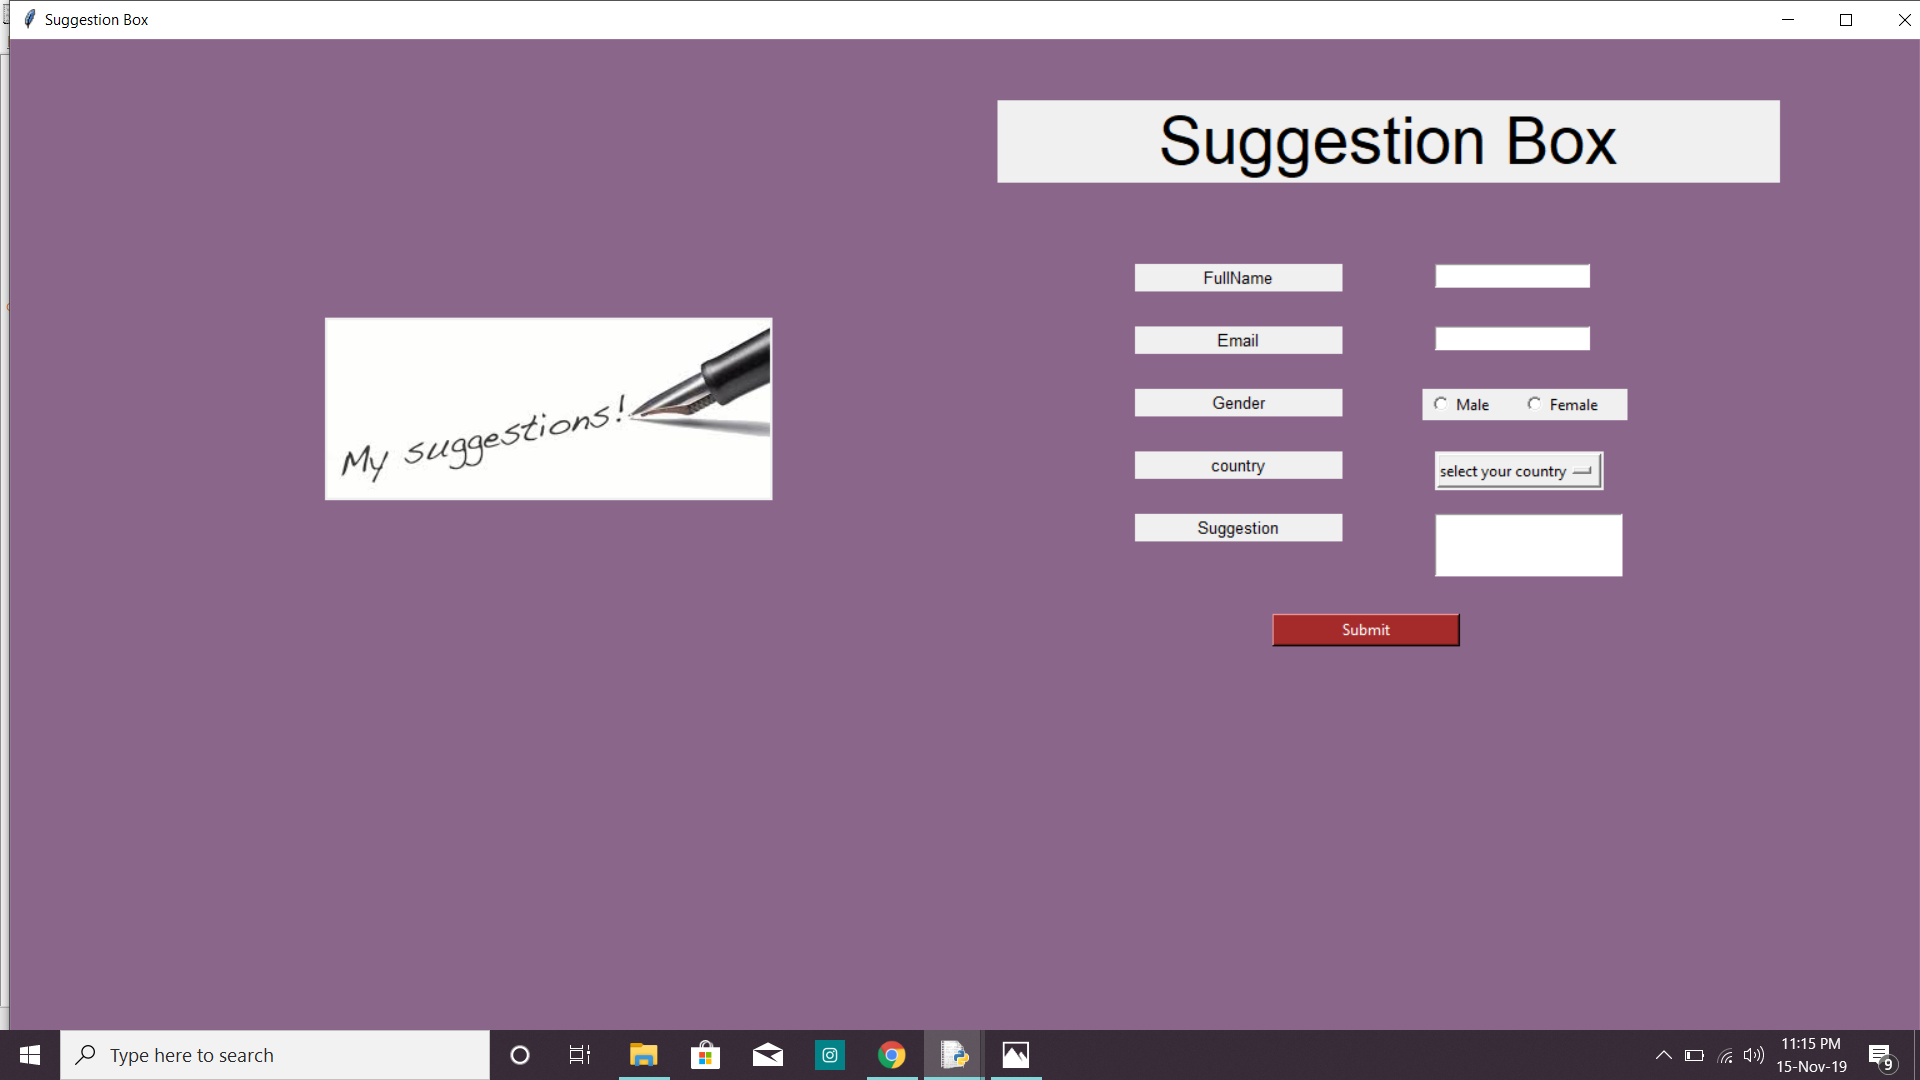 Suggestion Box
Suggestion Box
My suggestions!
FullName
Email
Gender
Male
Female
country
select your country
Suggestion
Submit
Type here to search
11:15 PM
15-Nov-19
9